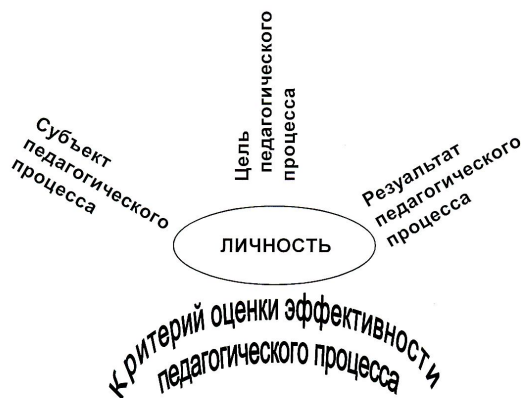 Субъект
педагогического
процесса
Цель
педагогического
процесса
Результат
педагогического
процесса
ЛИЧНОСТЬ
Критерий оценки эффективности
педагогического процесса